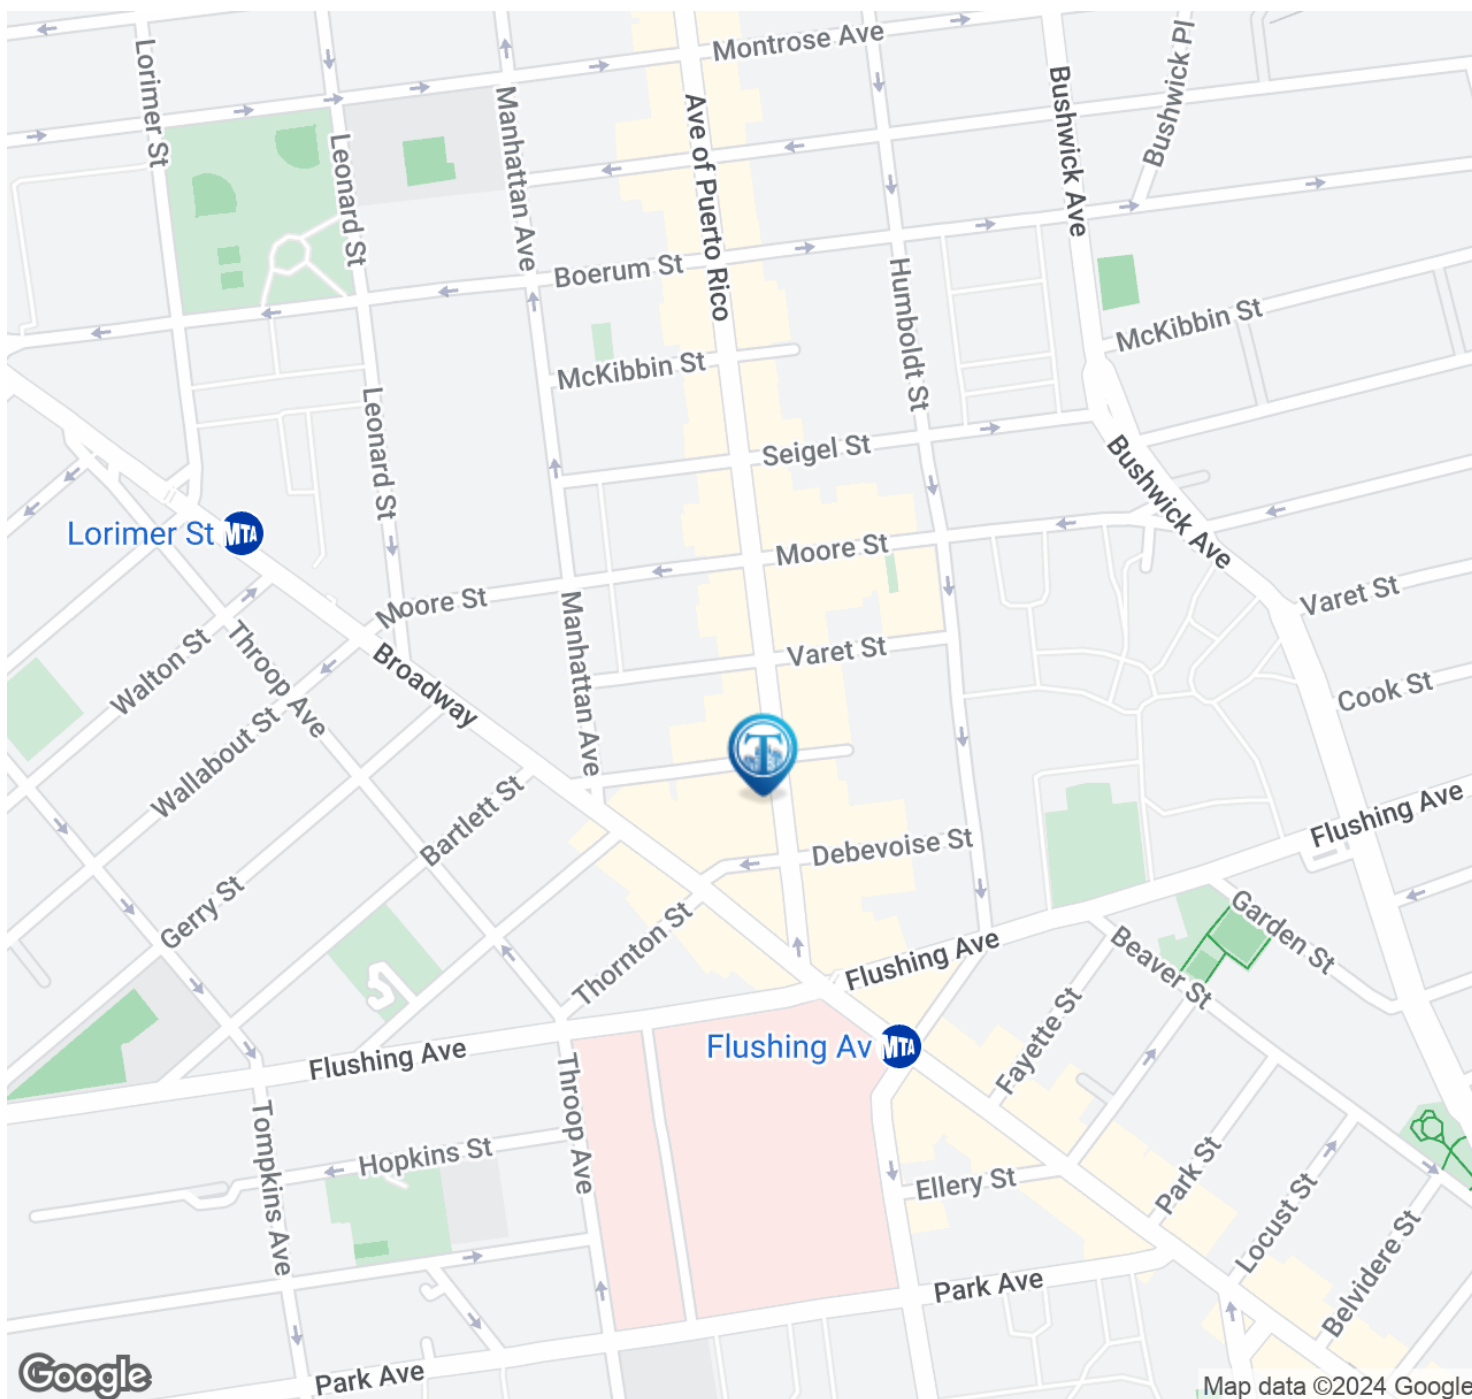 Montrose Ave
Lorimer St
Leonard St
Manhattan Ave
Ave of Puerto Rico
Bushwick Ave
Bushwick Pl
Boerum St
Humboldt St
McKibbin St
McKibbin St
Leonard St
Seigel St
Bushwick Ave
Lorimer St
MTA
Moore St
Moore St
Varet St
Manhattan Ave
Walton St
Throop Ave
Broadway
Varet St
Cook St
Wallabout St
T
Bartlett St
Debevoise St
Flushing Ave
Gerry St
Thornton St
Flushing Ave
Garden St
Beaver St
Flushing Av
MTA
Fayette St
Flushing Ave
Throop Ave
Tompkins Ave
Hopkins St
Ellery St
Park St
Locust St
Belvidere St
Park Ave
Park Ave
Google
Map data ©2024 Google